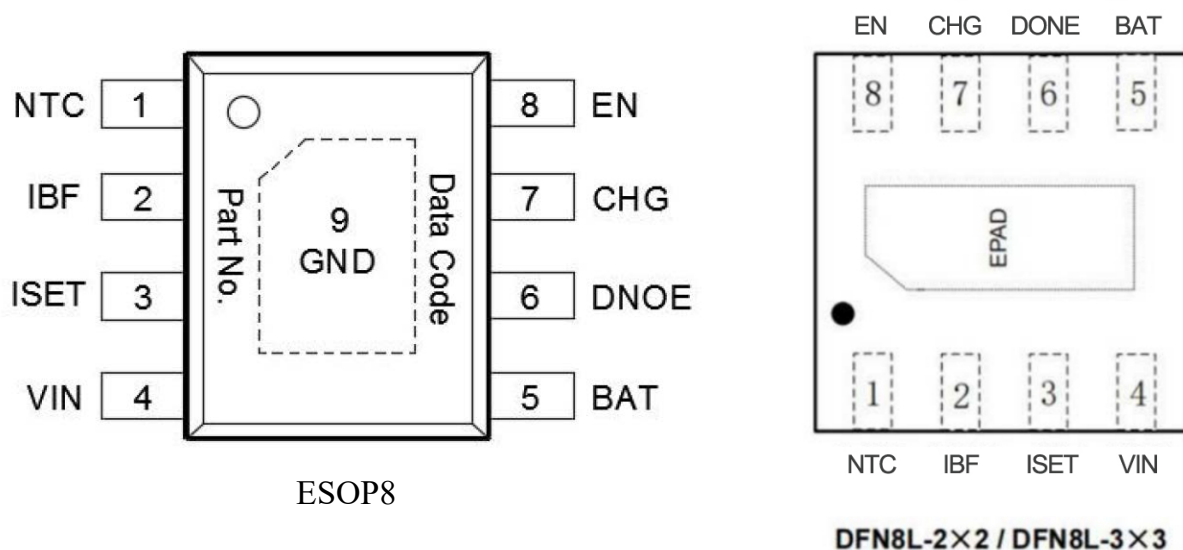 EN CHG DONE BAT
8 7 6 5
NTC 1 8 EN
IBF 2 7 CHG
Part No.
9
GND
Data Code
EPAD
ISET 3 6 DNOE
VIN 4 5 BAT
1 2 3 4
NTC IBF ISET VIN
ESOP8
DFN8L-2×2 / DFN8L-3×3